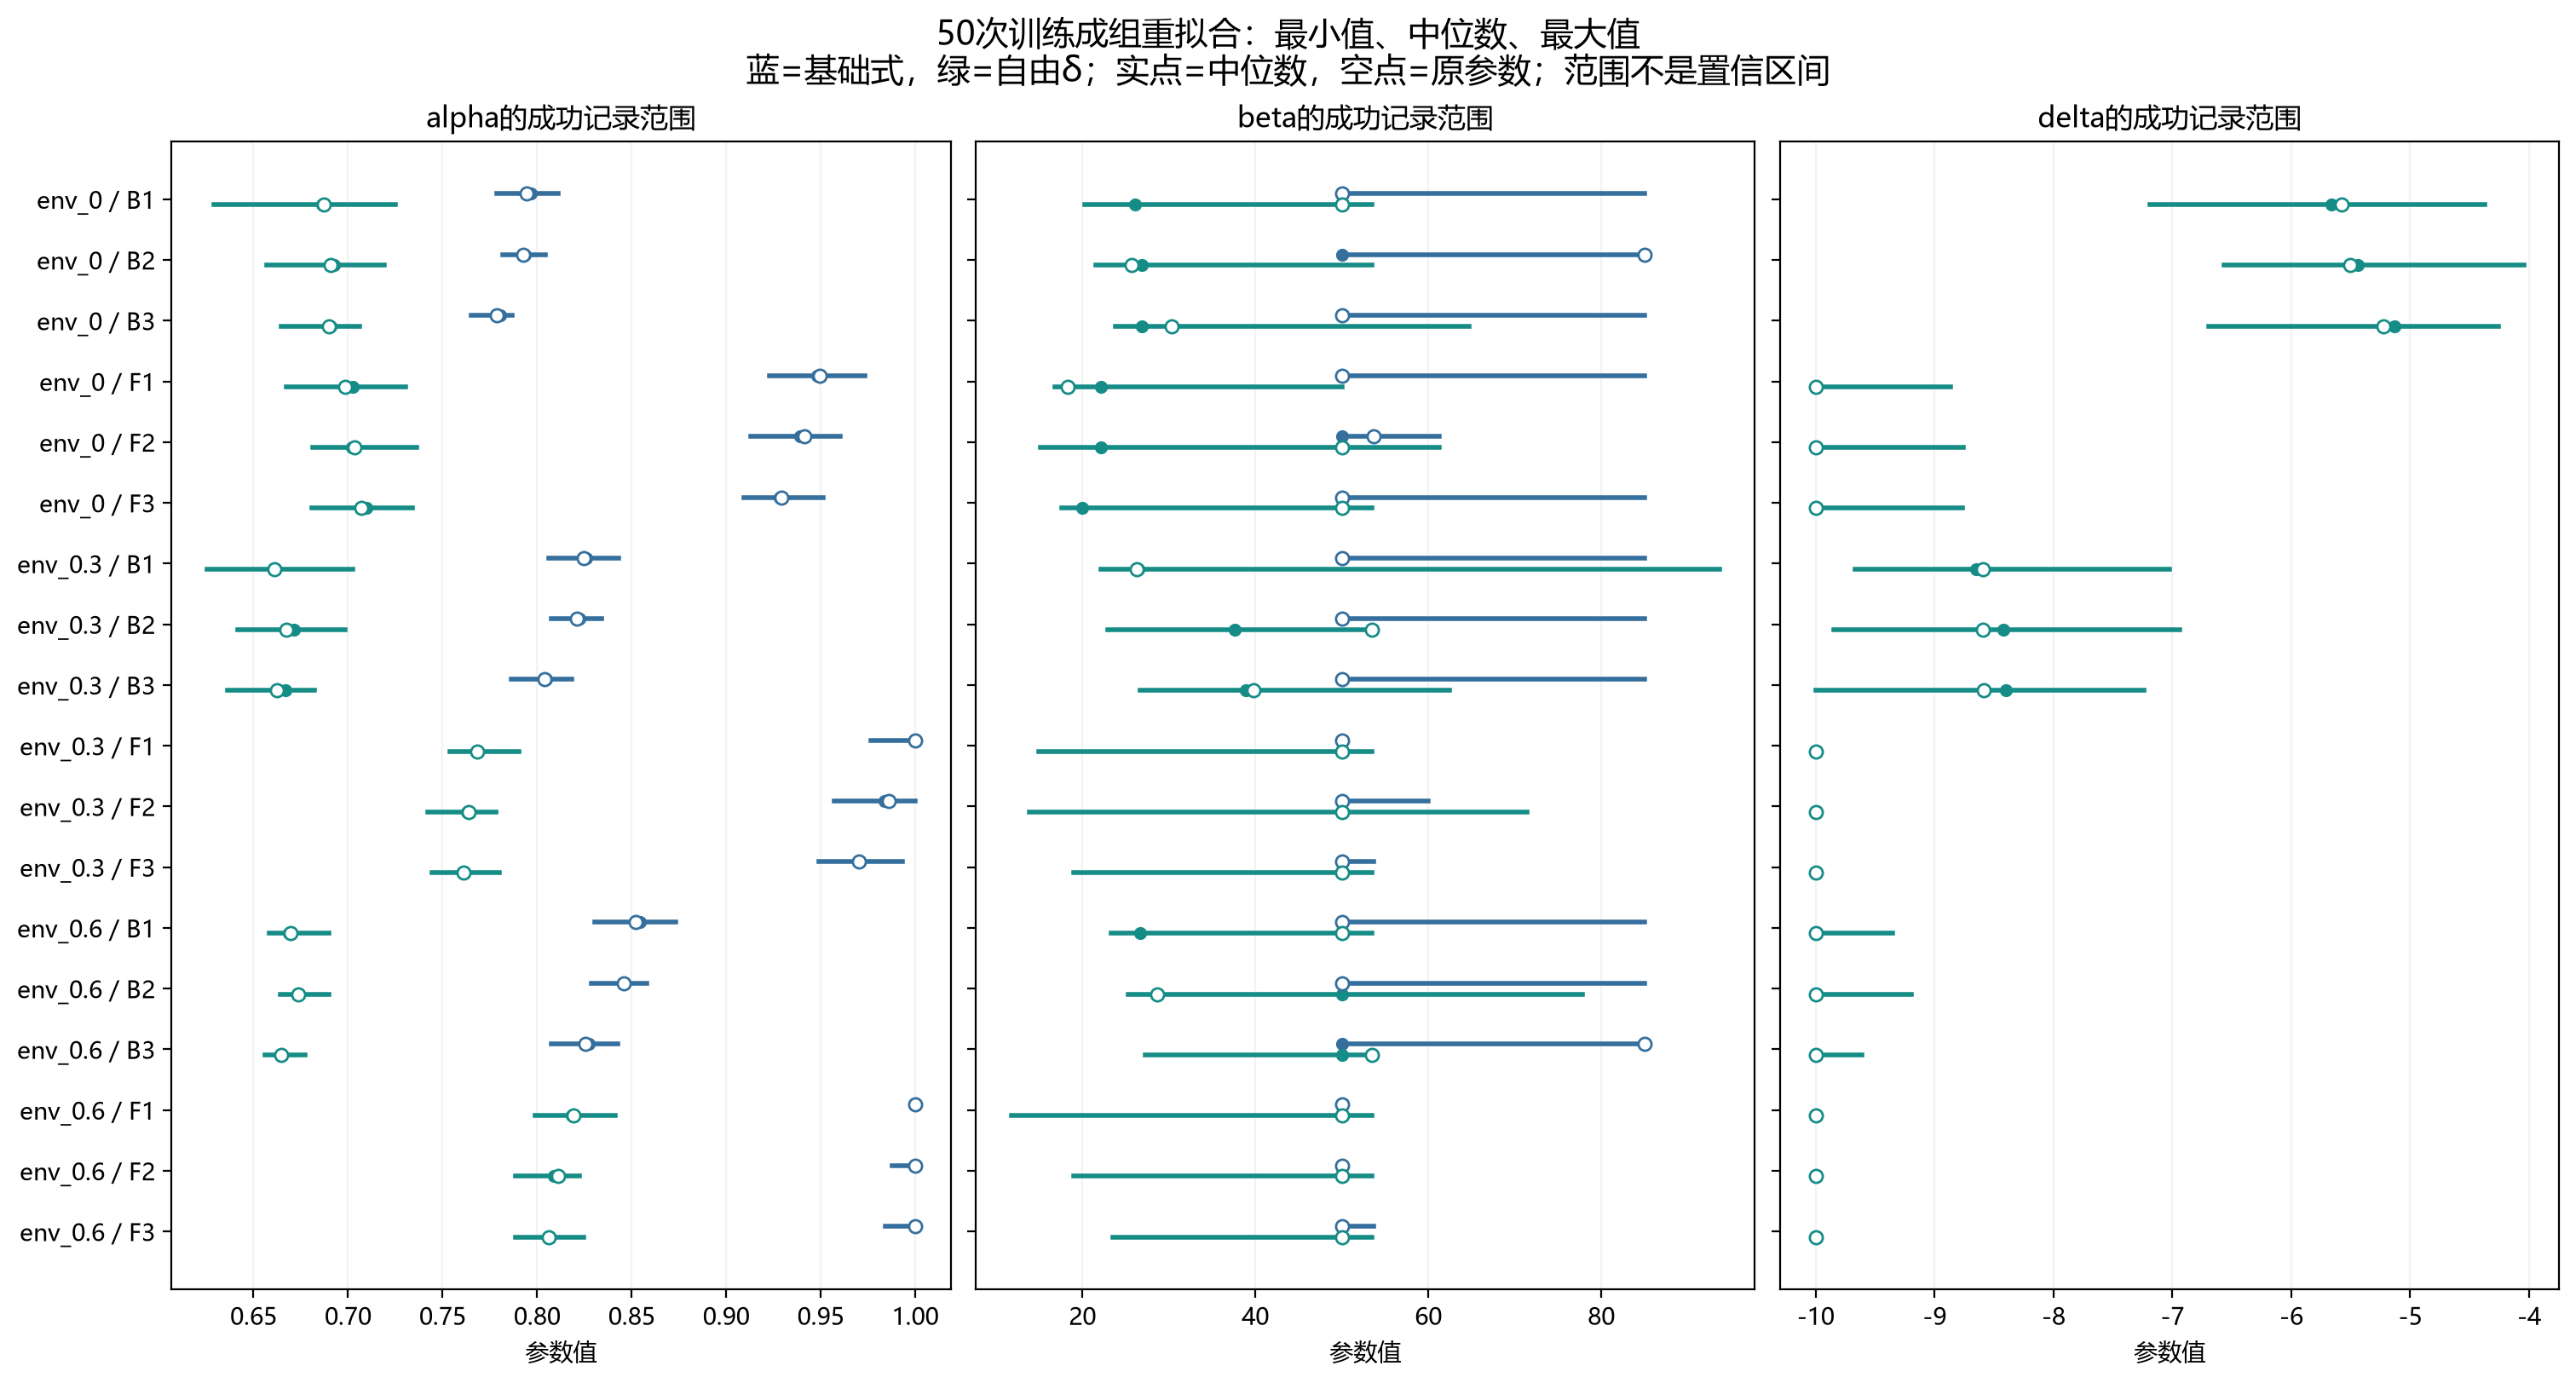 50次训练成组重拟合：最小值、中位数、最大值
蓝=基础式，绿=自由δ；实点=中位数，空点=原参数；范围不是置信区间
alpha的成功记录范围
beta的成功记录范围
delta的成功记录范围
env_0 / B1
env_0 / B2
env_0 / B3
env_0 / F1
env_0 / F2
env_0 / F3
env_0.3 / B1
env_0.3 / B2
env_0.3 / B3
env_0.3 / F1
env_0.3 / F2
env_0.3 / F3
env_0.6 / B1
env_0.6 / B2
env_0.6 / B3
env_0.6 / F1
env_0.6 / F2
env_0.6 / F3
0.65 0.70 0.75 0.80 0.85 0.90 0.95 1.00
20 40 60 80
-10 -9 -8 -7 -6 -5 -4
参数值
参数值
参数值